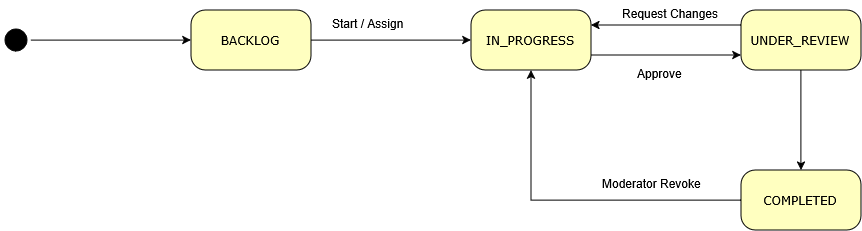 Request Changes
Start / Assign
BACKLOG
IN_PROGRESS
UNDER_REVIEW
Approve
Moderator Revoke
COMPLETED